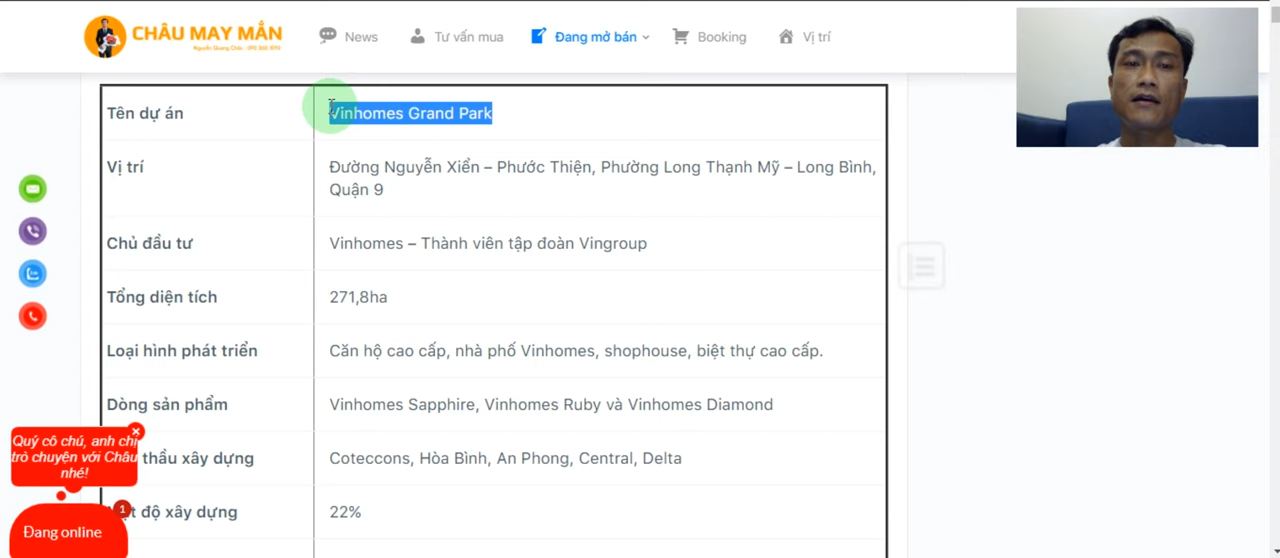 CHÂU MAY MẮN
News
Tư vấn mua
Đang mở bán
Booking
Vị trí
Tên dự án
Vinhomes Grand Park
Vị trí
Đường Nguyễn Xiển – Phước Thiện, Phường Long Thạnh Mỹ – Long Bình,
Quận 9
Chủ đầu tư
Vinhomes – Thành viên tập đoàn Vingroup
Tổng diện tích
271,8ha
Loại hình phát triển
Căn hộ cao cấp, nhà phố Vinhomes, shophouse, biệt thự cao cấp.
Dòng sản phẩm
Vinhomes Sapphire, Vinhomes Ruby và Vinhomes Diamond
thầu xây dựng
Coteccons, Hòa Bình, An Phong, Central, Delta
độ xây dựng
22%
Quý cô chú, anh chị
trò chuyện với Châu
nhé!
1
Đang online